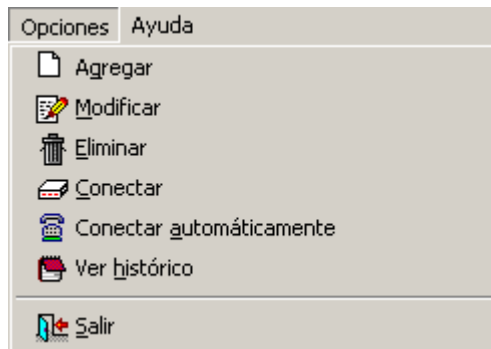 Opciones Ayuda
Agregar
Modificar
Eliminar
Conectar
Conectar automáticamente
Ver histórico
Salir